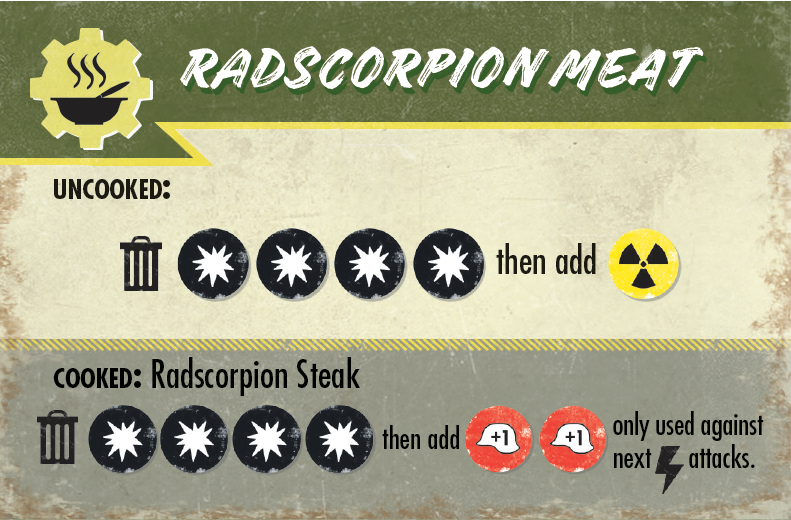 RADSCORPION MEAT
UNCOOKED:
then add
COOKED: Radscorpion Steak
then add +1 +1 only used against
next attacks.